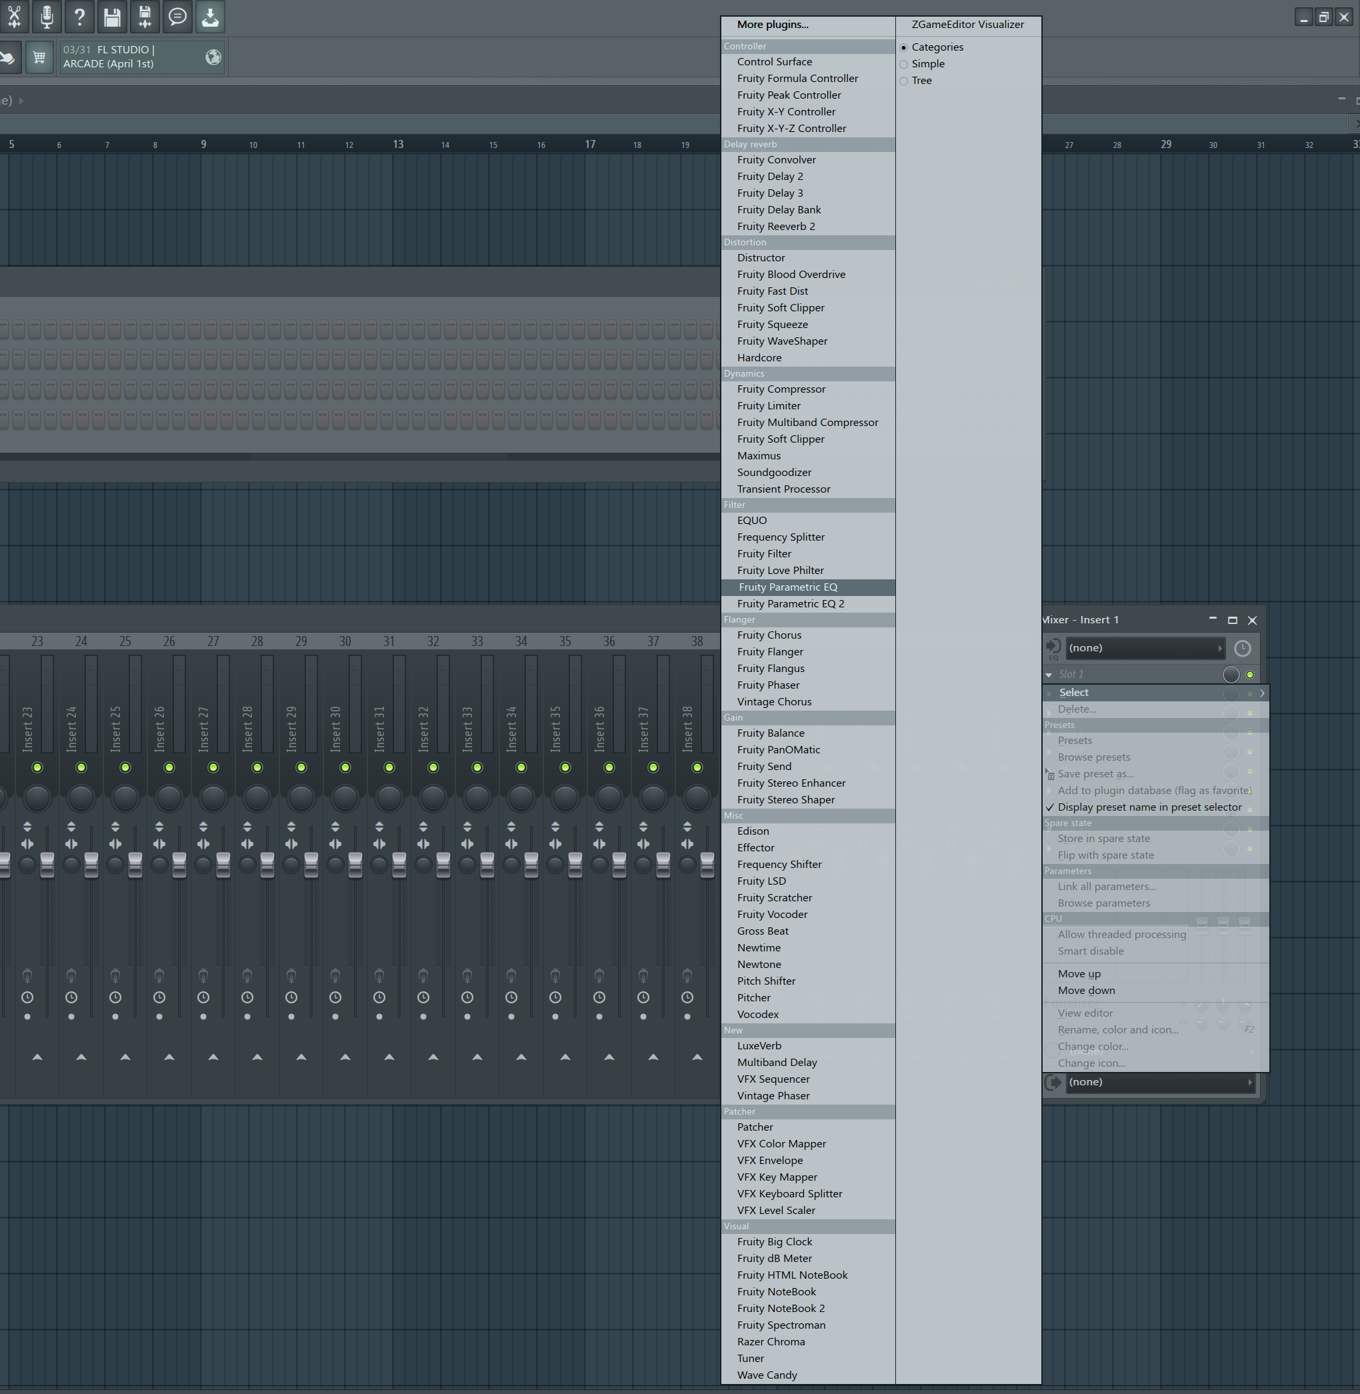 03/31 FL STUDIO |
ARCADE (April 1st)
e)
5 6 7 8 9 10 11 12 13 14 15 16 17 18 19 27 28 29 30 31 32 33
More plugins...
Controller
Control Surface
Fruity Formula Controller
Fruity Peak Controller
Fruity X-Y Controller
Fruity X-Y-Z Controller
Delay reverb
Fruity Convolver
Fruity Delay 2
Fruity Delay 3
Fruity Delay Bank
Fruity Reeverb 2
Distortion
Distructor
Fruity Blood Overdrive
Fruity Fast Dist
Fruity Soft Clipper
Fruity Squeeze
Fruity WaveShaper
Hardcore
Dynamics
Fruity Compressor
Fruity Limiter
Fruity Multiband Compressor
Fruity Soft Clipper
Maximus
Soundgoodizer
Transient Processor
Filter
EQUO
Frequency Splitter
Fruity Filter
Fruity Love Philter
Fruity Parametric EQ
Fruity Parametric EQ 2
Flanger
Fruity Chorus
Fruity Flanger
Fruity Flangus
Fruity Phaser
Vintage Chorus
Gain
Fruity Balance
Fruity PanOMatic
Fruity Send
Fruity Stereo Enhancer
Fruity Stereo Shaper
Misc
Edison
Effector
Frequency Shifter
Fruity LSD
Fruity Scratcher
Fruity Vocoder
Gross Beat
Newtime
Newtone
Pitch Shifter
Pitcher
Vocodex
New
LuxeVerb
Multiband Delay
VFX Sequencer
Vintage Phaser
Patcher
Patcher
VFX Color Mapper
VFX Envelope
VFX Key Mapper
VFX Keyboard Splitter
VFX Level Scaler
Visual
Fruity Big Clock
Fruity dB Meter
Fruity HTML NoteBook
Fruity NoteBook
Fruity NoteBook 2
Fruity Spectroman
Razer Chroma
Tuner
Wave Candy
ZGameEditor Visualizer
Categories
Simple
Tree
23 24 25 26 27 28 29 30 31 32 33 34 35 36 37 38
Insert 23
Insert 24
Insert 25
Insert 26
Insert 27
Insert 28
Insert 29
Insert 30
Insert 31
Insert 32
Insert 33
Insert 34
Insert 35
Insert 36
Insert 37
Insert 38
Mixer - Insert 1
(none)
EQ
Slot 1
Select
Delete...
Presets
Presets
Browse presets
Save preset as...
Add to plugin database (flag as favorite)
Display preset name in preset selector
Spare state
Store in spare state
Flip with spare state
Parameters
Link all parameters...
Browse parameters
CPU
Allow threaded processing
Smart disable
Move up
Move down
View editor
Rename, color and icon... F2
Change color...
Change icon...
(none)